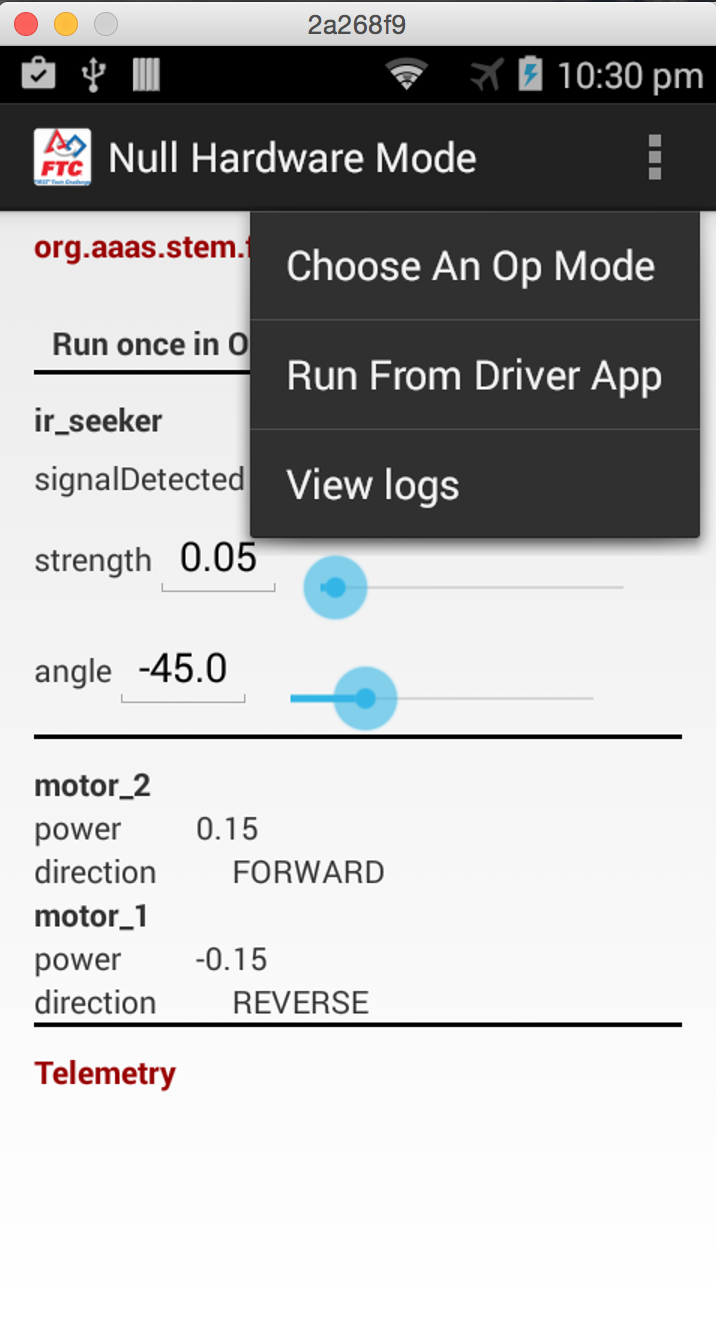 2a268f9
10:30 pm
FTC
Null Hardware Mode
org.aaas.stem.
Choose An Op Mode
Run once in O
Run From Driver App
ir_seeker
signalDetected
View logs
strength 0.05
angle -45.0
motor_2
power 0.15
direction FORWARD
motor_1
power -0.15
direction REVERSE
Telemetry